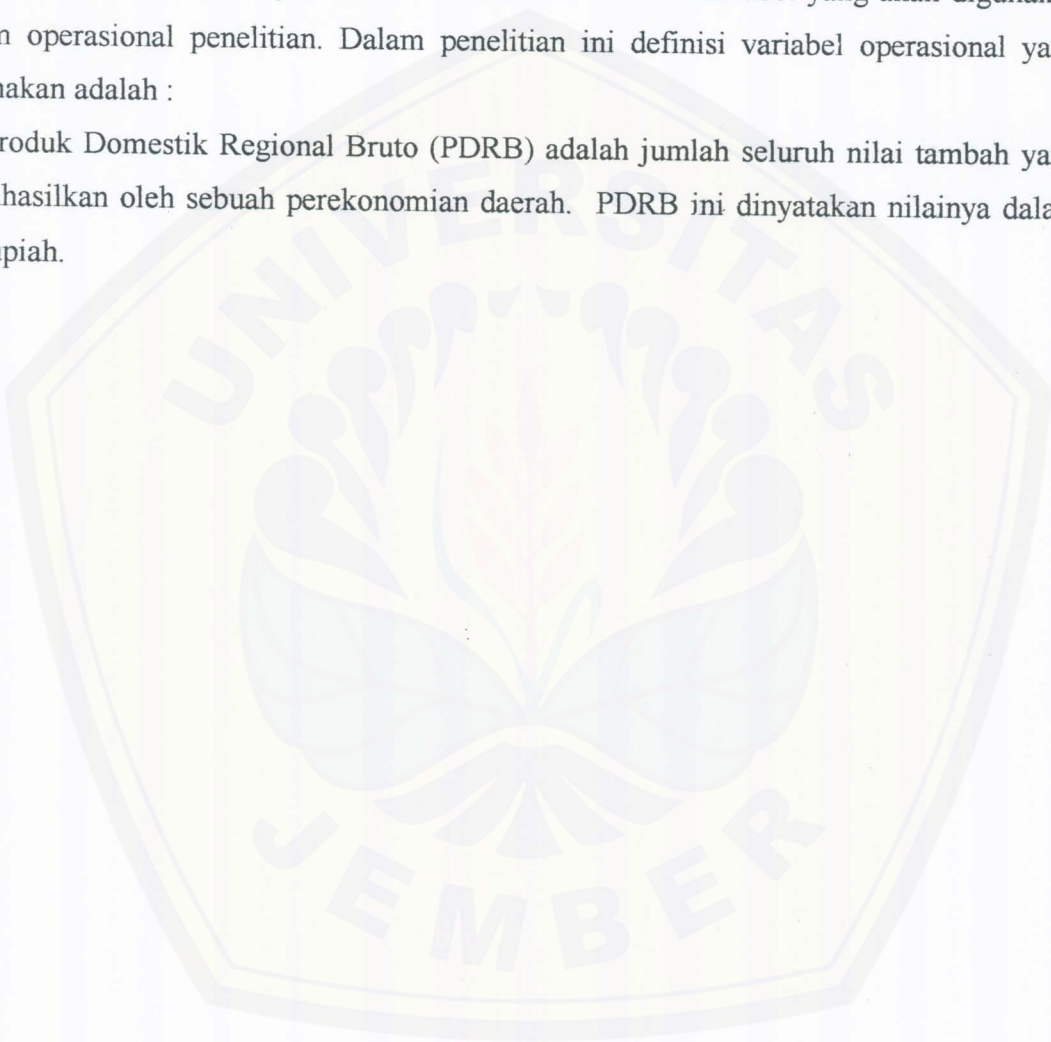 n operasional penelitian. Dalam penelitian ini definisi variabel operasional ya
nakan adalah :
roduk Domestik Regional Bruto (PDRB) adalah jumlah seluruh nilai tambah ya
hasilkan oleh sebuah perekonomian daerah. PDRB ini dinyatakan nilainya dala
piah.
UNIVERSITAS
JEMBER